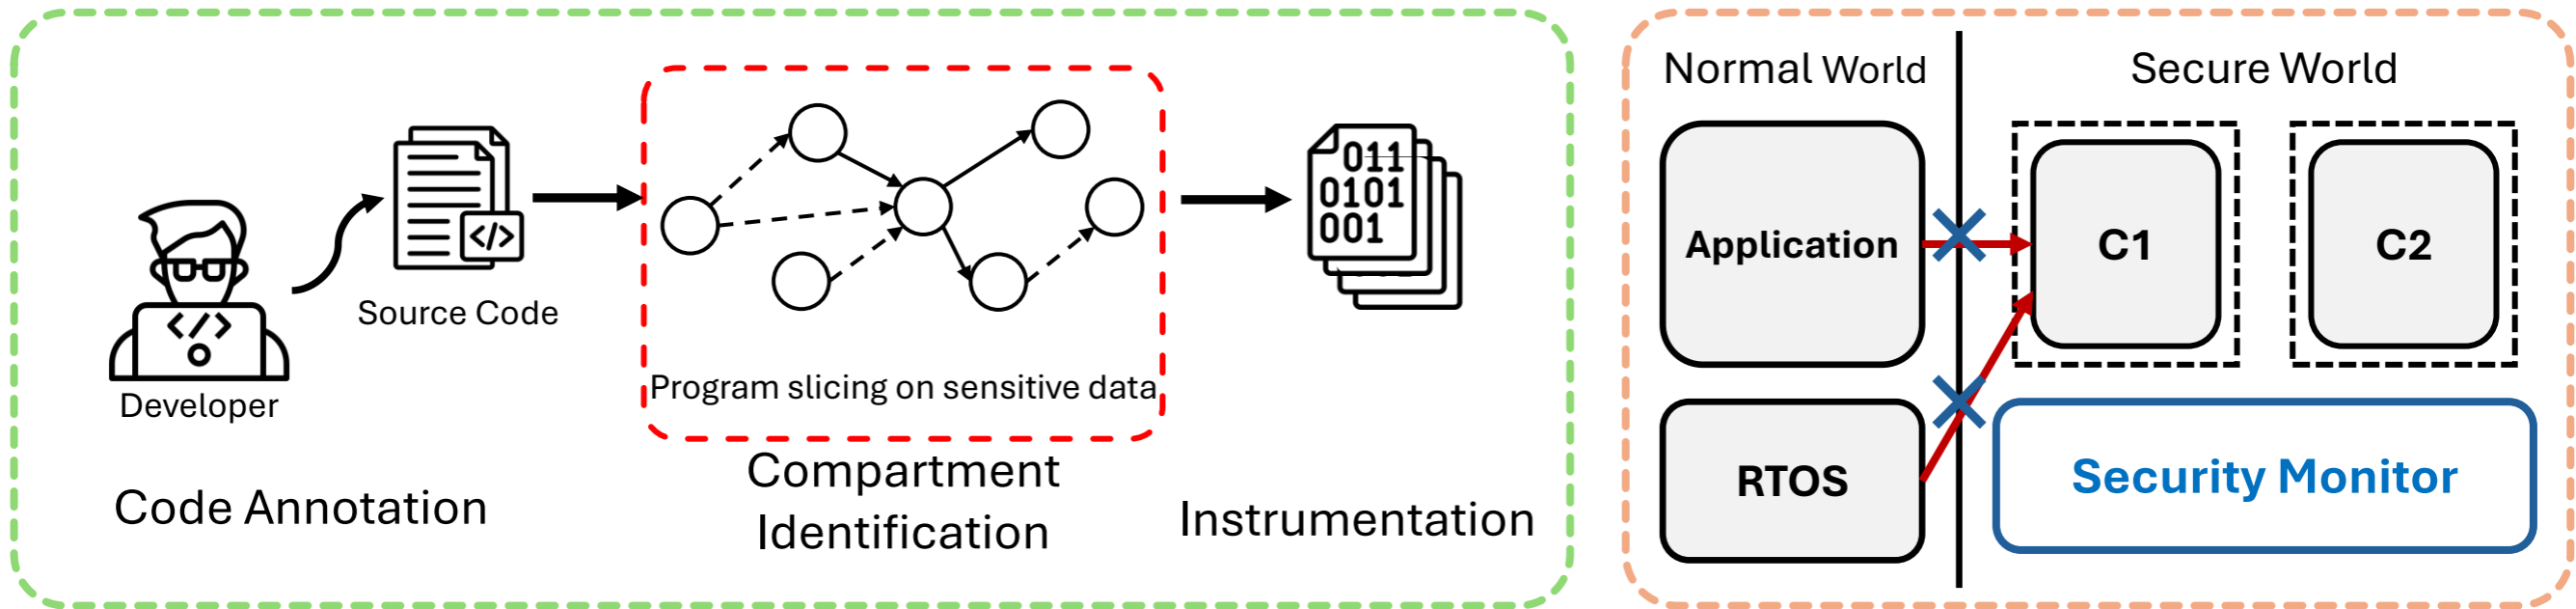 </>
Source Code
</>
Developer
Code Annotation
Program slicing on sensitive data
Compartment
Identification
011
0101
001
Instrumentation
Normal World
Secure World
Application
C1
C2
RTOS
Security Monitor